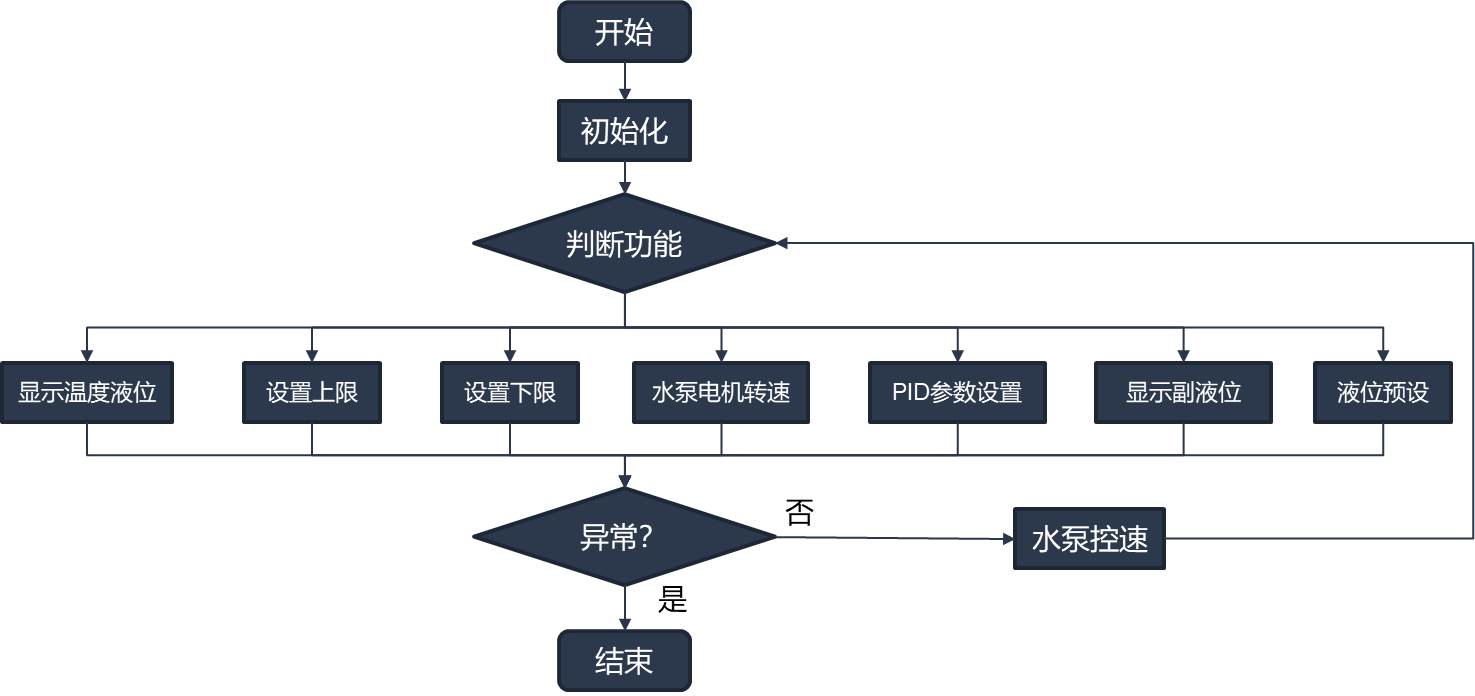 开始
初始化
判断功能
显示温度液位
设置上限
设置下限
水泵电机转速
PID参数设置
显示副液位
液位预设
异常？
否
水泵控速
是
结束